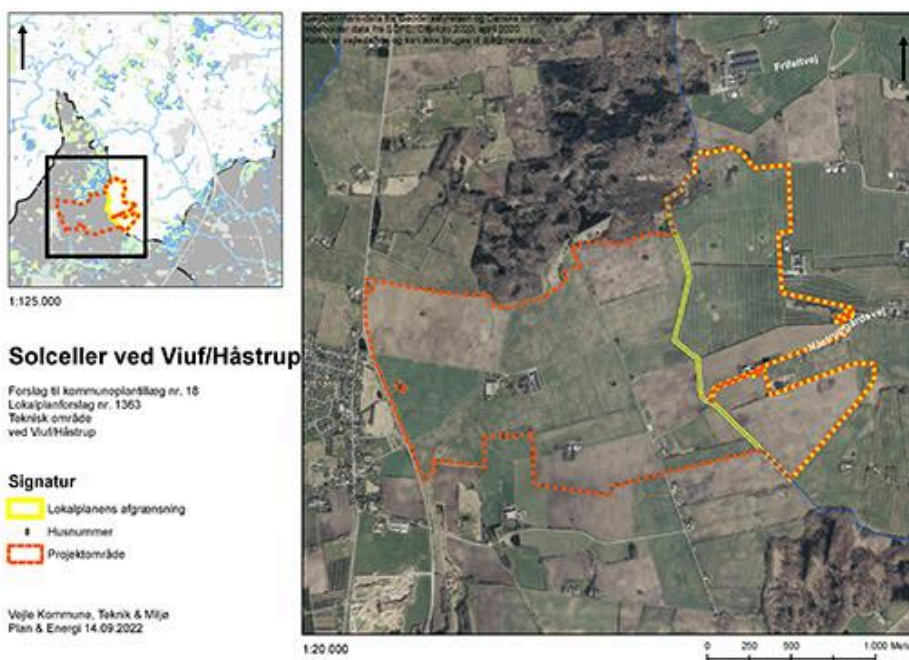 1:125.000
Solceller ved Viuf/Håstrup
Forslag til kommuneplantillæg nr. 18
Lokalplanforslag nr. 1363
Teknisk område
ved Viuf/Håstrup
Signatur
Lokalplanens afgrænsning
Husnummer
Projektområde
Vejle Kommune, Teknik & Miljø
Plan & Energi 14.09.2022
Friletvej
1:20 000
0 250 500 1.000 Mete